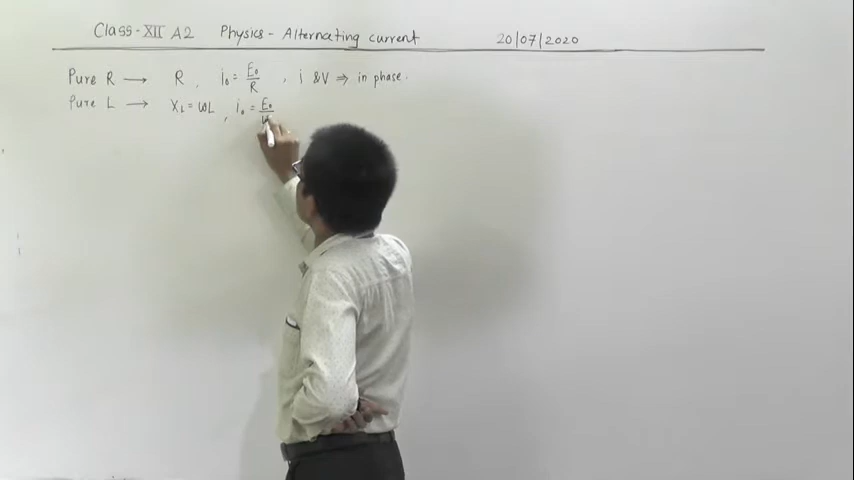 Class-XII A2 Physics - Alternating current 20/07/2020
Pure R → R, i₀ = E₀/R, i & V ⇒ in phase.
Pure L → X_L = ωL, i₀ = E₀/